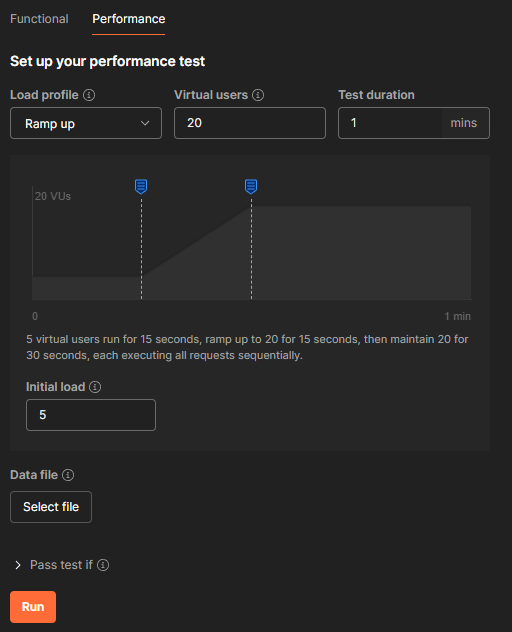 Functional Performance
Set up your performance test
Load profile Virtual users Test duration
Ramp up 20 1 mins
20 VUs
0 1 min
5 virtual users run for 15 seconds, ramp up to 20 for 15 seconds, then maintain 20 for
30 seconds, each executing all requests sequentially.
Initial load
5
Data file
Select file
Pass test if
Run